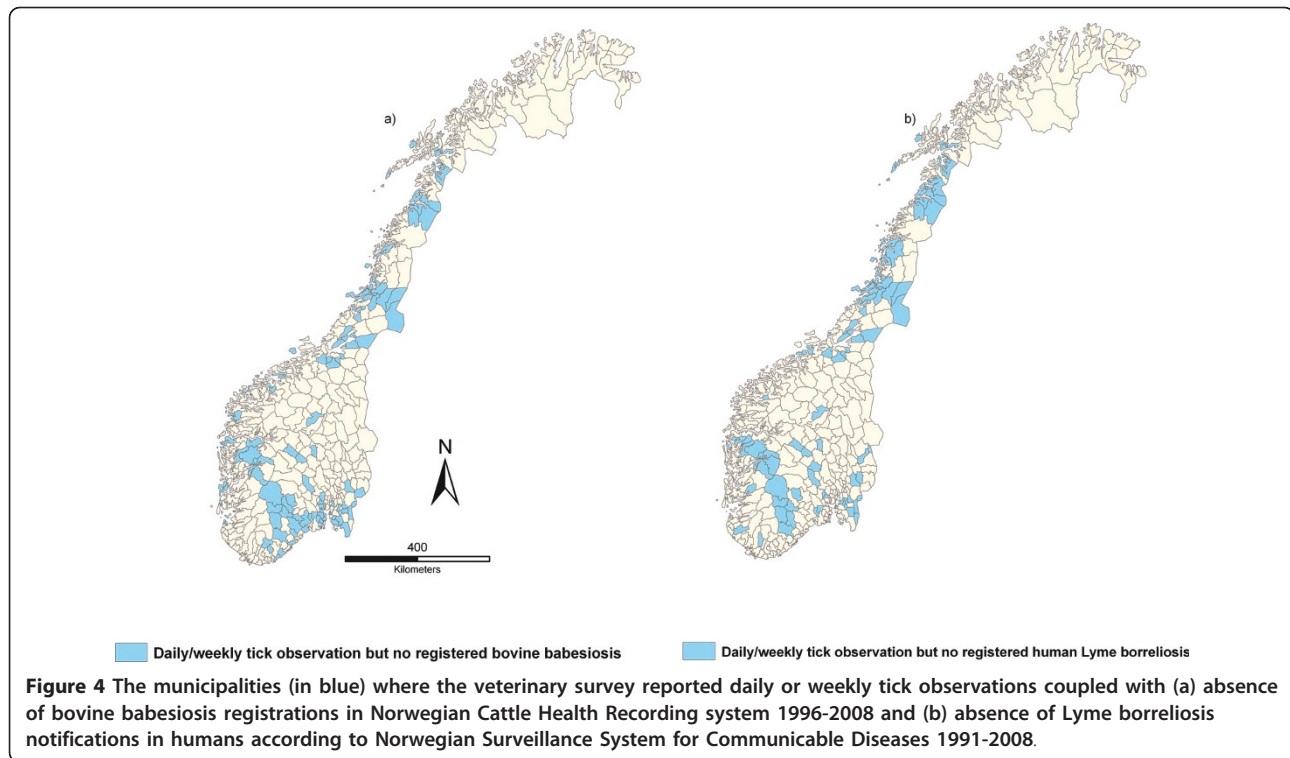 a)
b)
N
400
Kilometers
Daily/weekly tick observation but no registered bovine babesiosis
Daily/weekly tick observation but no registered human Lyme borreliosis
Figure 4 The municipalities (in blue) where the veterinary survey reported daily or weekly tick observations coupled with (a) absence
of bovine babesiosis registrations in Norwegian Cattle Health Recording system 1996-2008 and (b) absence of Lyme borreliosis
notifications in humans according to Norwegian Surveillance System for Communicable Diseases 1991-2008.